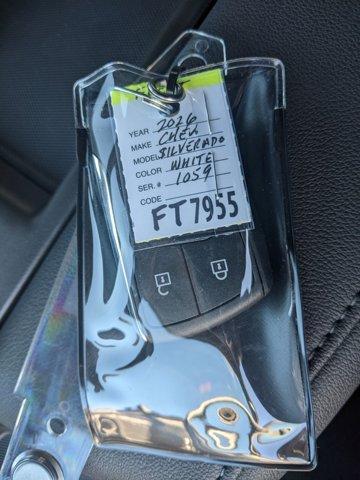 YEAR 2026
MAKE CHEV
MODEL SILVERADO
COLOR WHITE
SER. # 1059
CODE
FT7955